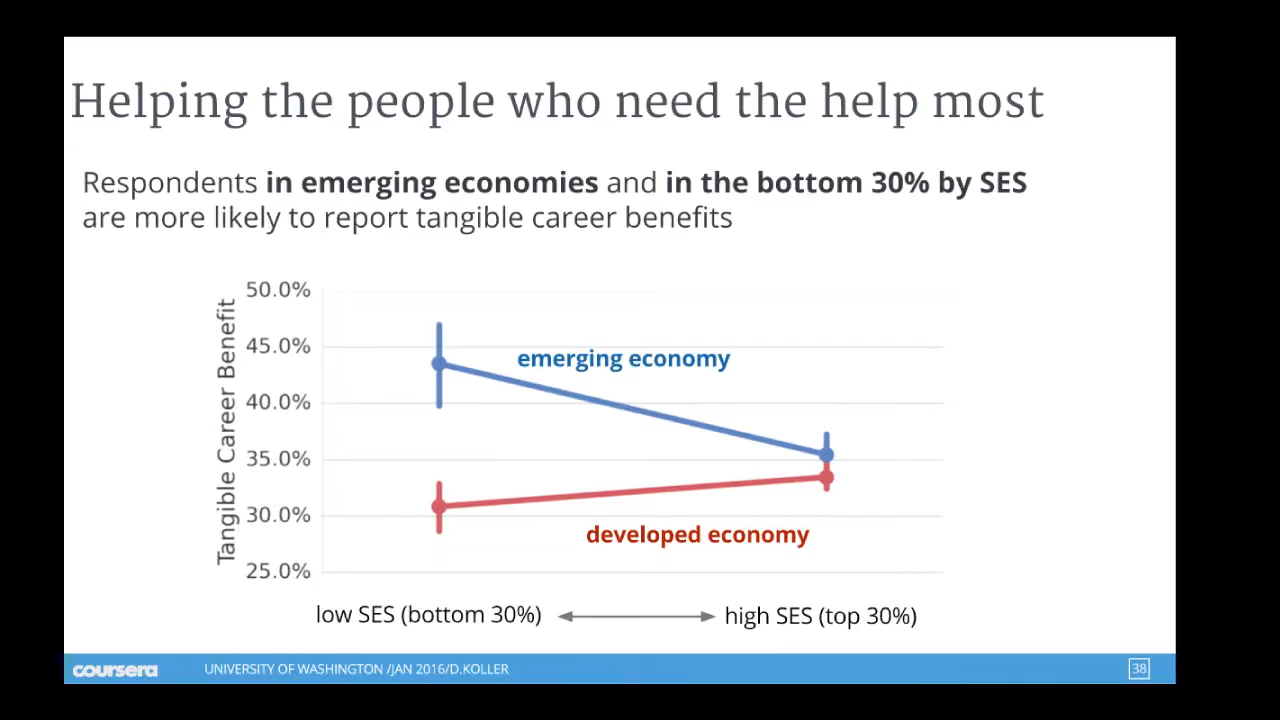 Helping the people who need the help most
Respondents in emerging economies and in the bottom 30% by SES
are more likely to report tangible career benefits
Tangible Career Benefit
50.0%
45.0%
40.0%
35.0%
30.0%
25.0%
emerging economy
developed economy
low SES (bottom 30%)
high SES (top 30%)
coursera
UNIVERSITY OF WASHINGTON /JAN 2016/D.KOLLER
38